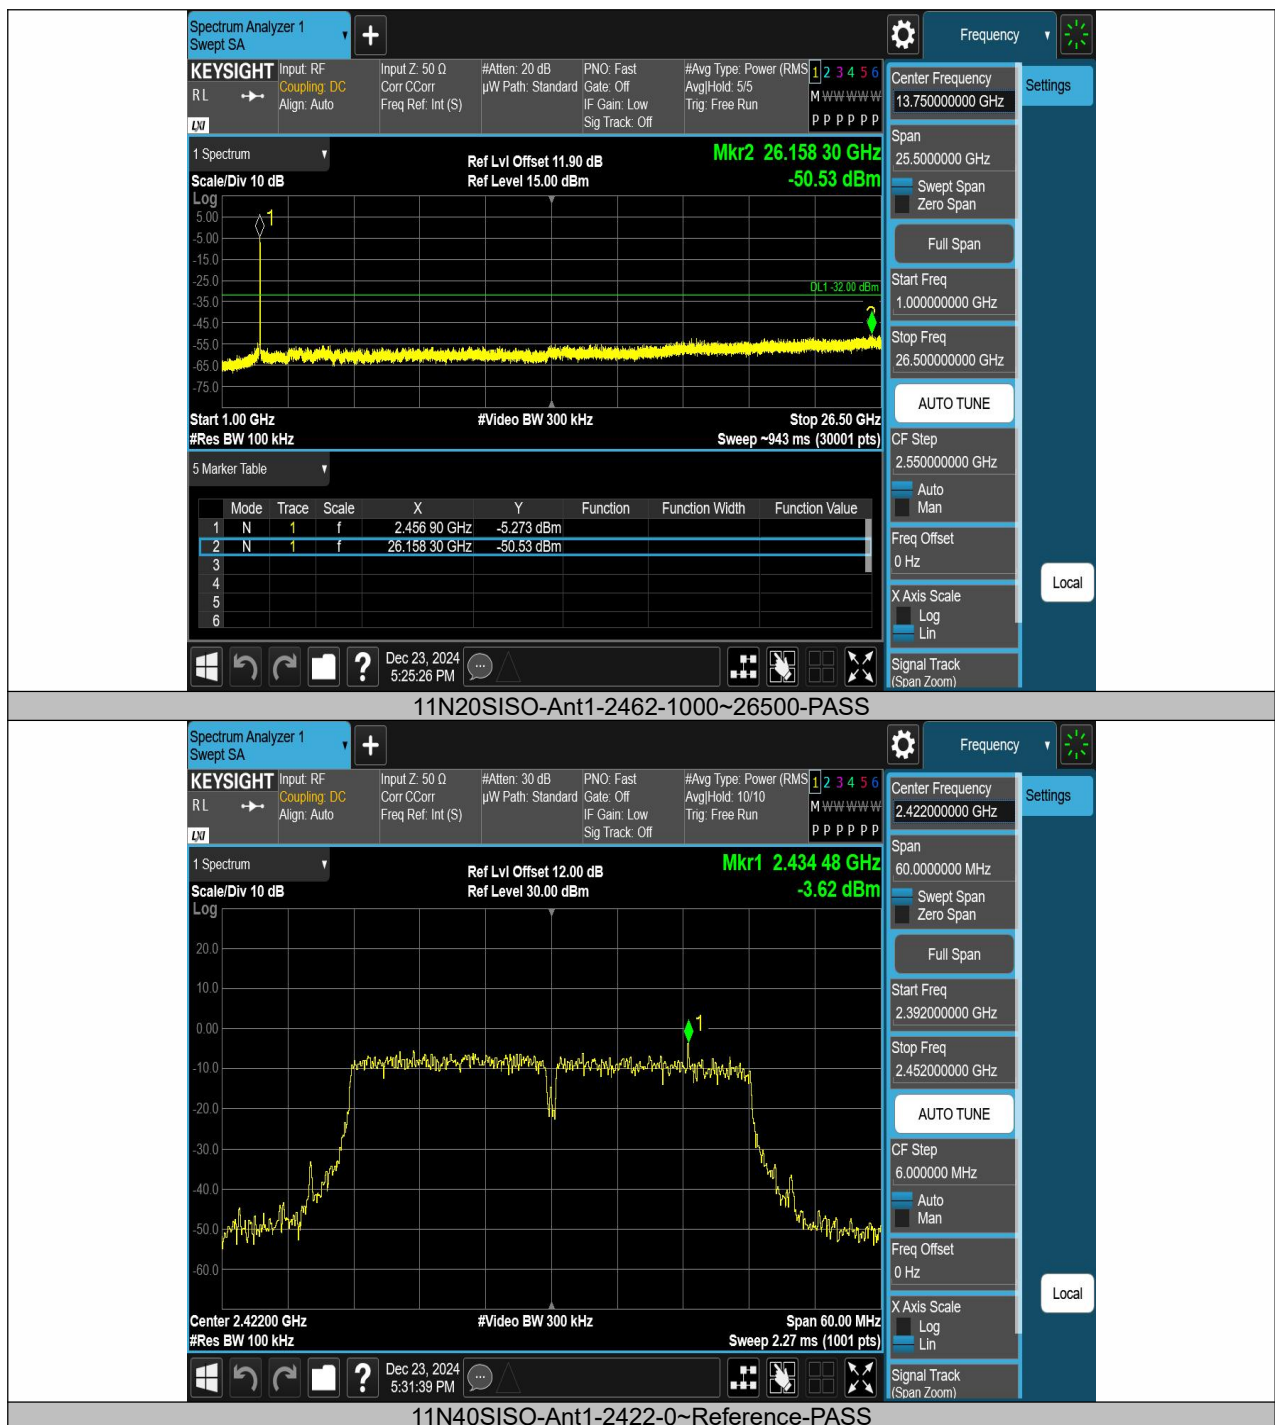 Spectrum Analyzer 1
Swept SA
Frequency
KEYSIGHT
R L
LXI
Input: RF
Coupling: DC
Align: Auto
Input Z: 50 Ω
Corr CCorr
Freq Ref: Int (S)
#Atten: 20 dB
µW Path: Standard
PNO: Fast
Gate: Off
IF Gain: Low
Sig Track: Off
#Avg Type: Power (RMS
Avg|Hold: 5/5
Trig: Free Run
1 2 3 4 5 6
M W W W W W
P P P P P P
Center Frequency
13.750000000 GHz
Settings
Span
25.5000000 GHz
Swept Span
Zero Span
Full Span
Start Freq
1.000000000 GHz
Stop Freq
26.500000000 GHz
AUTO TUNE
CF Step
2.550000000 GHz
Auto
Man
Freq Offset
0 Hz
X Axis Scale
Log
Lin
Signal Track
(Span Zoom)
Local
1 Spectrum
Scale/Div 10 dB
Ref Lvl Offset 11.90 dB
Ref Level 15.00 dBm
Mkr2 26.158 30 GHz
-50.53 dBm
Log
5.00
-5.00
-15.0
-25.0
-35.0
-45.0
-55.0
-65.0
-75.0
1
DL1 -32.00 dBm
2
Start 1.00 GHz
#Video BW 300 kHz
Stop 26.50 GHz
#Res BW 100 kHz
Sweep ~943 ms (30001 pts)
5 Marker Table
Mode Trace Scale X Y Function Function Width Function Value
1 N 1 f 2.456 90 GHz -5.273 dBm
2 N 1 f 26.158 30 GHz -50.53 dBm
3
4
5
6
?
Dec 23, 2024
5:25:26 PM
11N20SISO-Ant1-2462-1000~26500-PASS
Spectrum Analyzer 1
Swept SA
Frequency
KEYSIGHT
R L
LXI
Input: RF
Coupling: DC
Align: Auto
Input Z: 50 Ω
Corr CCorr
Freq Ref: Int (S)
#Atten: 30 dB
µW Path: Standard
PNO: Fast
Gate: Off
IF Gain: Low
Sig Track: Off
#Avg Type: Power (RMS
Avg|Hold: 10/10
Trig: Free Run
1 2 3 4 5 6
M W W W W W
P P P P P P
Center Frequency
2.422000000 GHz
Settings
Span
60.0000000 MHz
Swept Span
Zero Span
Full Span
Start Freq
2.392000000 GHz
Stop Freq
2.452000000 GHz
AUTO TUNE
CF Step
6.000000 MHz
Auto
Man
Freq Offset
0 Hz
X Axis Scale
Log
Lin
Signal Track
(Span Zoom)
Local
1 Spectrum
Scale/Div 10 dB
Ref Lvl Offset 12.00 dB
Ref Level 30.00 dBm
Mkr1 2.434 48 GHz
-3.62 dBm
Log
20.0
10.0
0.00
-10.0
-20.0
-30.0
-40.0
-50.0
-60.0
1
Center 2.42200 GHz
#Video BW 300 kHz
Span 60.00 MHz
#Res BW 100 kHz
Sweep 2.27 ms (1001 pts)
?
Dec 23, 2024
5:31:39 PM
11N40SISO-Ant1-2422-0~Reference-PASS